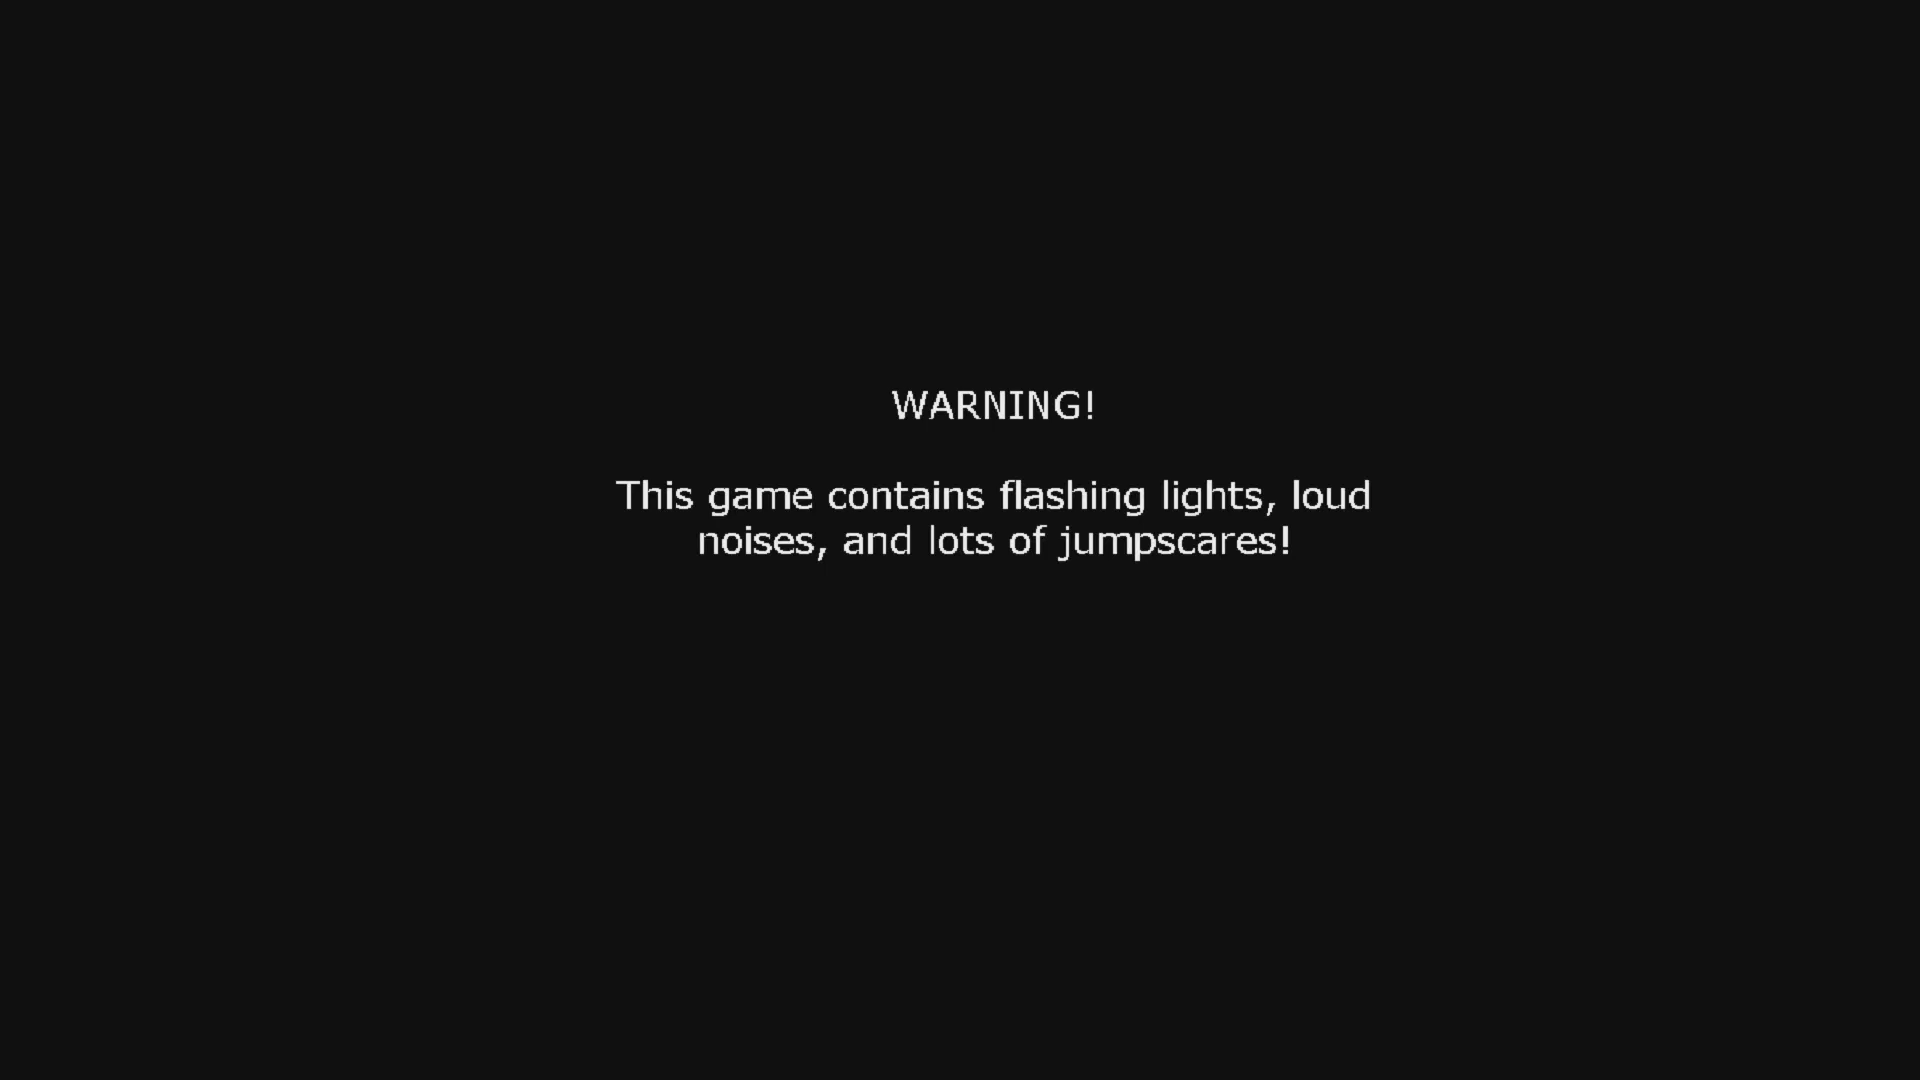 WARNING!
This game contains flashing lights, loud
noises, and lots of jumpscares!